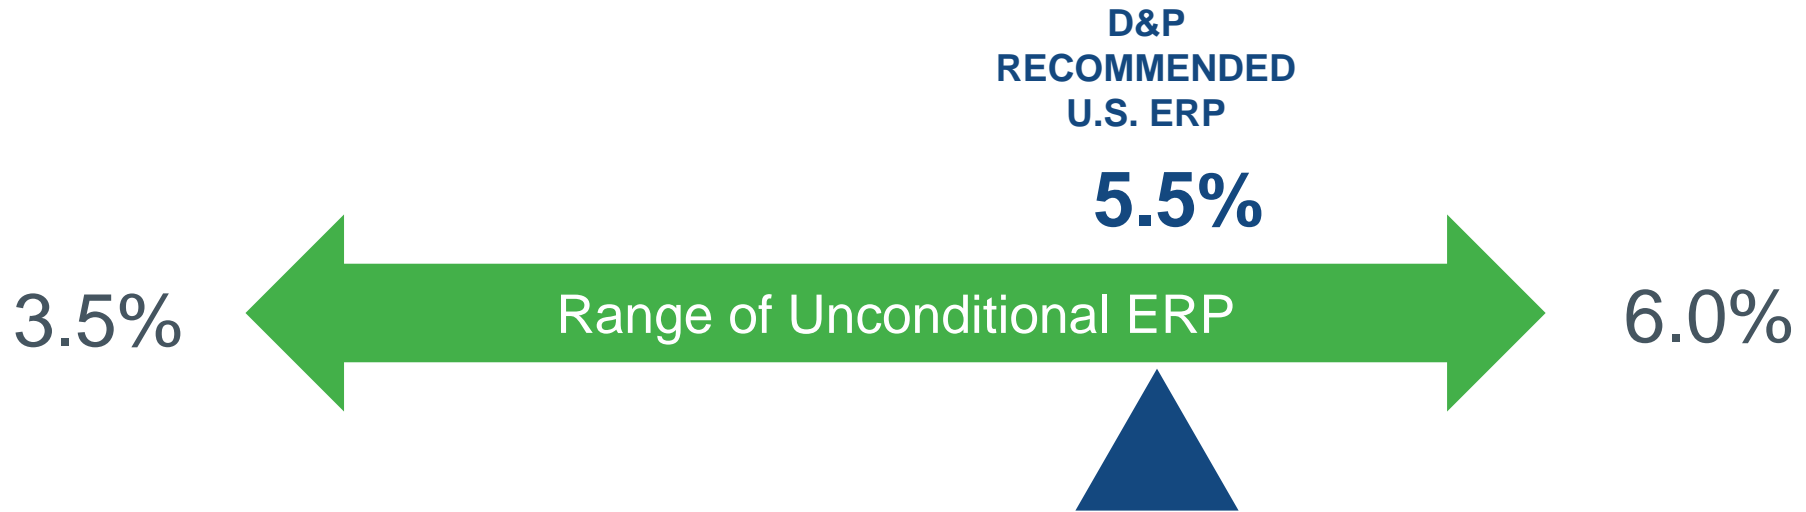 D&P
RECOMMENDED
U.S. ERP
5.5%
3.5%
Range of Unconditional ERP
6.0%